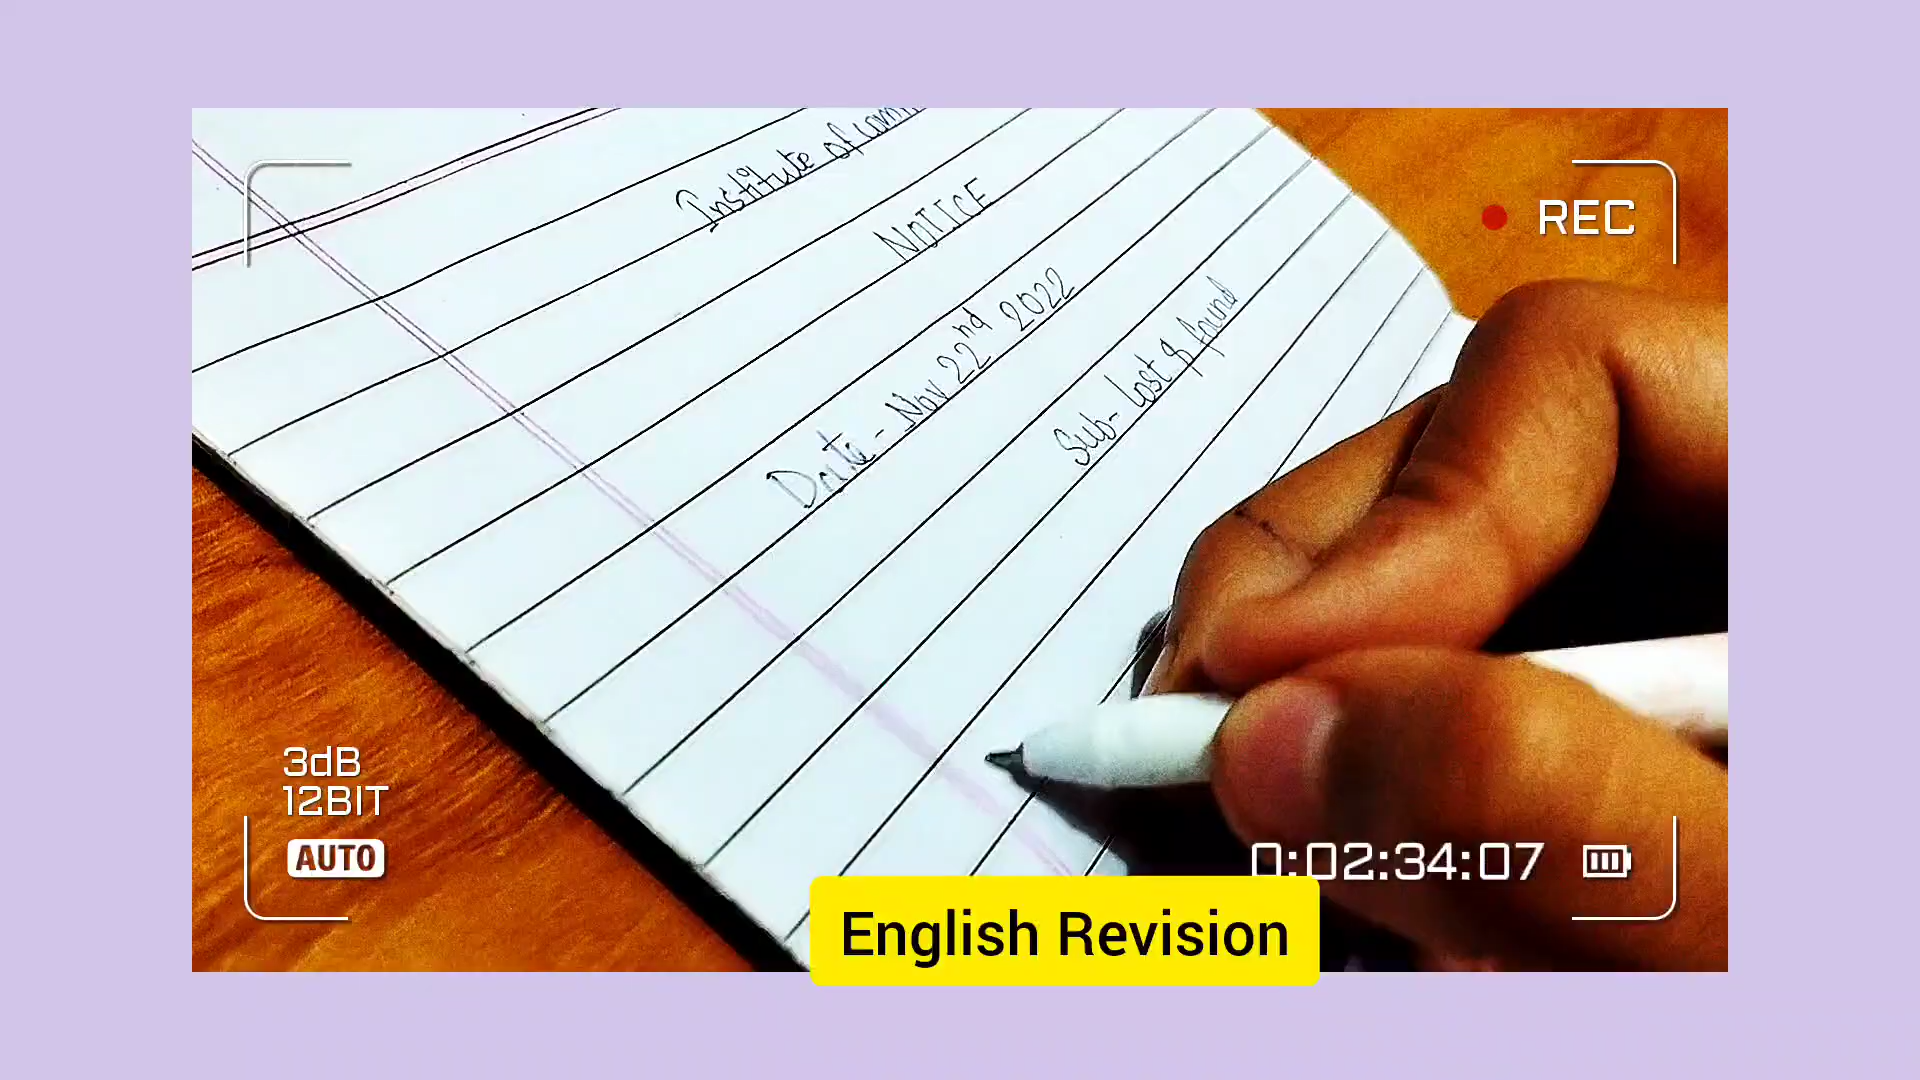 Institute of
NOTICE
Date - Nov 22nd 2022
Sub- Lost & found
REC
3dB
12BIT
AUTO
0:02:34:07
English Revision